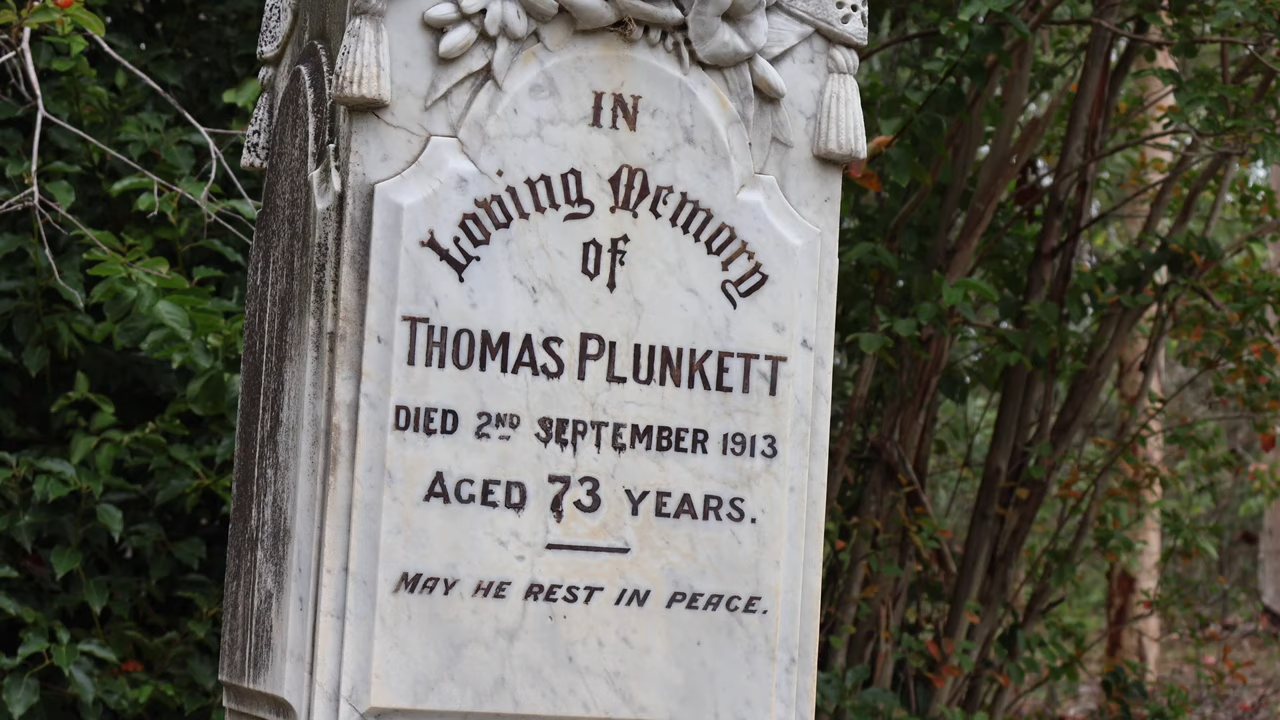 IN
Loving Memory
of
THOMAS PLUNKETT
DIED 2ND SEPTEMBER 1913
AGED 73 YEARS.
MAY HE REST IN PEACE.